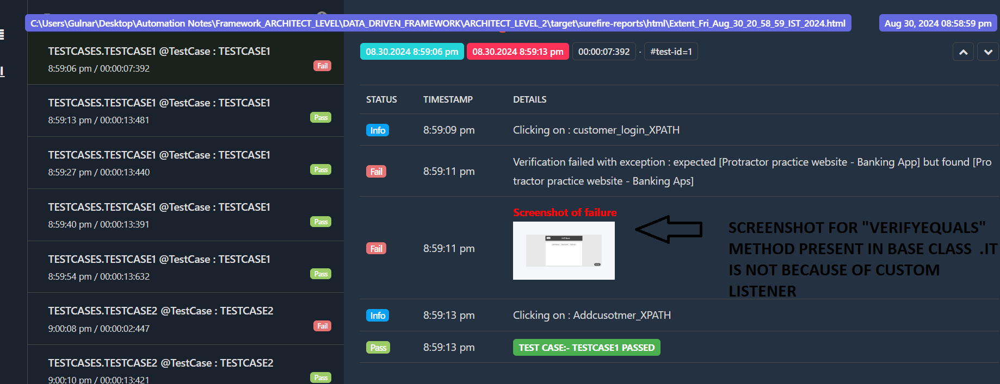 C:\Users\Gulnar\Desktop\Automation Notes\Framework_ARCHITECT_LEVEL\DATA_DRIVEN_FRAMEWORK\ARCHITECT_LEVEL_2\target\surefire-reports\html\Extent_Fri_Aug_30_20_58_59_IST_2024.html
Aug 30, 2024 08:58:59 pm
TESTCASES.TESTCASE1 @TestCase : TESTCASE1
8:59:06 pm / 00:00:07:392
Fail
TESTCASES.TESTCASE1 @TestCase : TESTCASE1
8:59:13 pm / 00:00:13:481
Pass
TESTCASES.TESTCASE1 @TestCase : TESTCASE1
8:59:27 pm / 00:00:13:440
Pass
TESTCASES.TESTCASE1 @TestCase : TESTCASE1
8:59:40 pm / 00:00:13:391
Pass
TESTCASES.TESTCASE1 @TestCase : TESTCASE1
8:59:54 pm / 00:00:13:632
Pass
TESTCASES.TESTCASE2 @TestCase : TESTCASE2
9:00:08 pm / 00:00:02:447
Fail
TESTCASES.TESTCASE2 @TestCase : TESTCASE2
9:00:10 pm / 00:00:13:421
Pass
08.30.2024 8:59:06 pm 08.30.2024 8:59:13 pm 00:00:07:392 · #test-id=1
STATUS TIMESTAMP DETAILS
Info 8:59:09 pm Clicking on : customer_login_XPATH
Fail 8:59:11 pm Verification failed with exception : expected [Protractor practice website - Banking App] but found [Pro
tractor practice website - Banking Aps]
Screenshot of failure
Fail 8:59:11 pm
XYZ Bank
SCREENSHOT FOR "VERIFYEQUALS"
METHOD PRESENT IN BASE CLASS .IT
IS NOT BECAUSE OF CUSTOM
LISTENER
Info 8:59:13 pm Clicking on : Addcusotmer_XPATH
Pass 8:59:13 pm TEST CASE:- TESTCASE1 PASSED